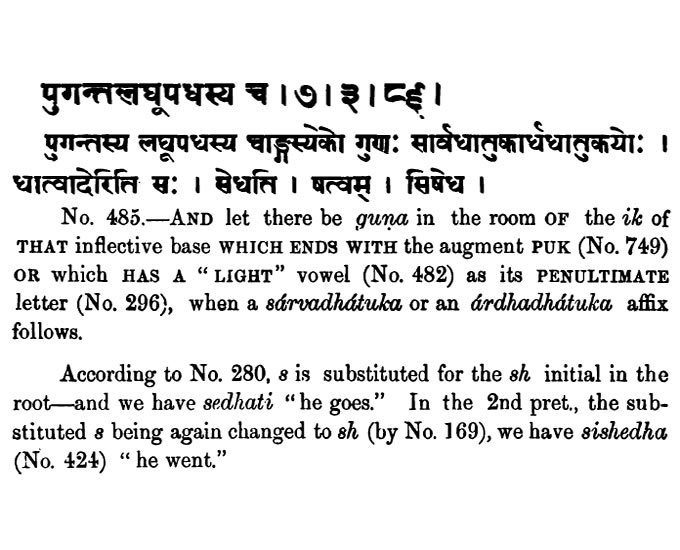 पुगन्तलघूपधस्य च । ७ । ३ । ८६ ।
पुगन्तस्य लघूपधस्य चाङ्गस्येको गुणः सार्वधातुकार्धधातुकयोः ।
धात्वादेरिति सः । सेधति । षत्वम् । सिषेध ।
No. 485.—AND let there be guṇa in the room OF the ik of
THAT inflective base WHICH ENDS WITH the augment PUK (No. 749)
OR which HAS A “LIGHT” vowel (No. 482) as its PENULTIMATE
letter (No. 296), when a sárvadhátuka or an árdhadhátuka affix
follows.
According to No. 280, s is substituted for the sh initial in the
root—and we have sedhati “he goes.” In the 2nd pret., the sub-
stituted s being again changed to sh (by No. 169), we have sishedha
(No. 424) “he went.”